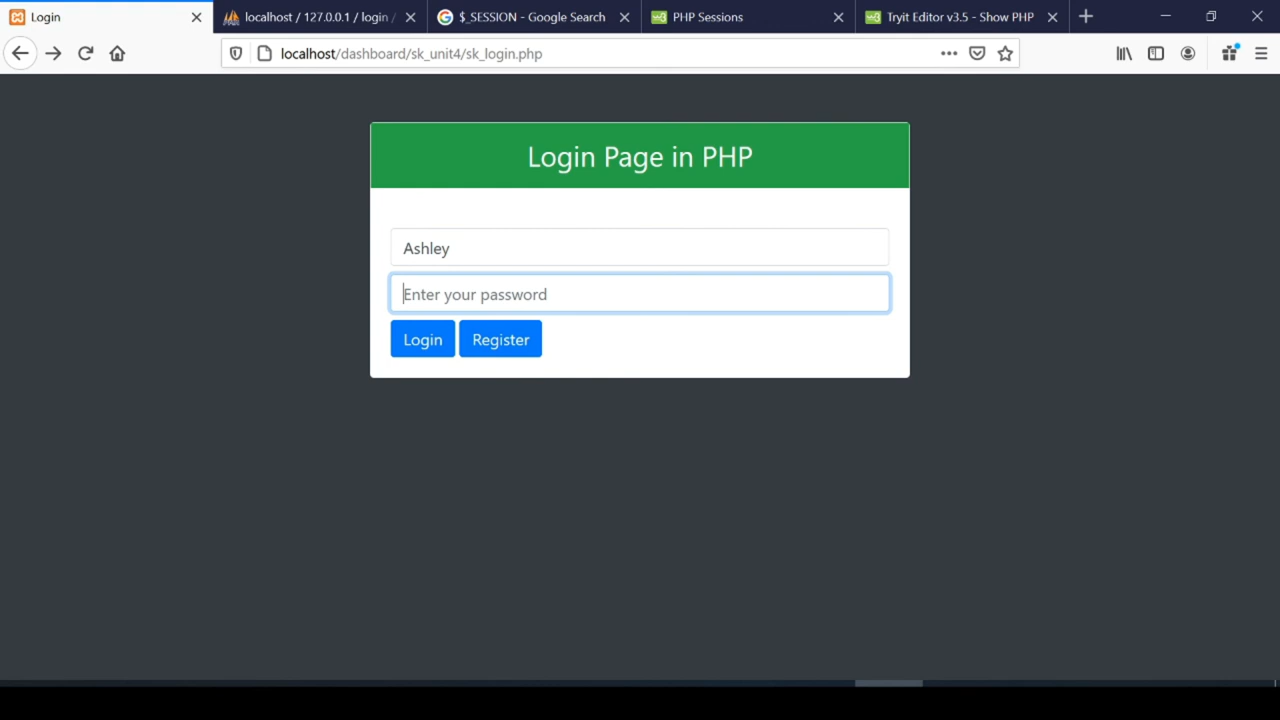 Login
localhost / 127.0.0.1 / login /
$_SESSION - Google Search
PHP Sessions
Tryit Editor v3.5 - Show PHP
localhost/dashboard/sk_unit4/sk_login.php
Login Page in PHP
Ashley
Enter your password
Login Register